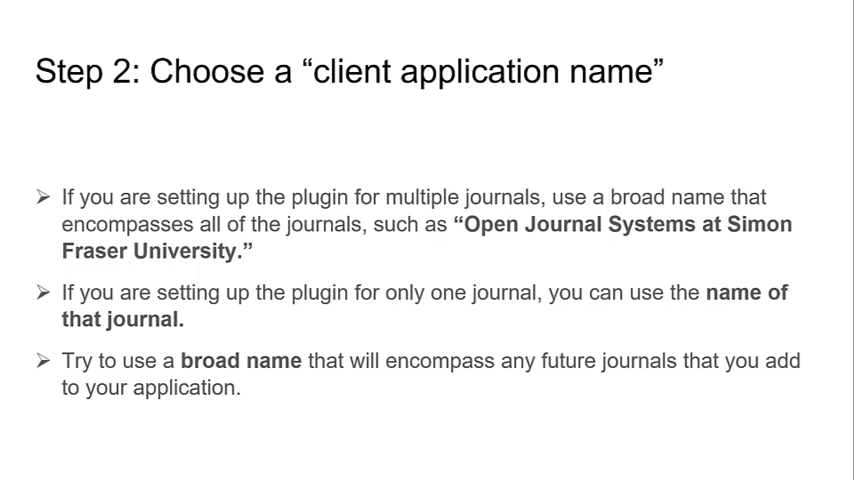 Step 2: Choose a “client application name”
➢ If you are setting up the plugin for multiple journals, use a broad name that
encompasses all of the journals, such as “Open Journal Systems at Simon
Fraser University.”
➢ If you are setting up the plugin for only one journal, you can use the name of
that journal.
➢ Try to use a broad name that will encompass any future journals that you add
to your application.